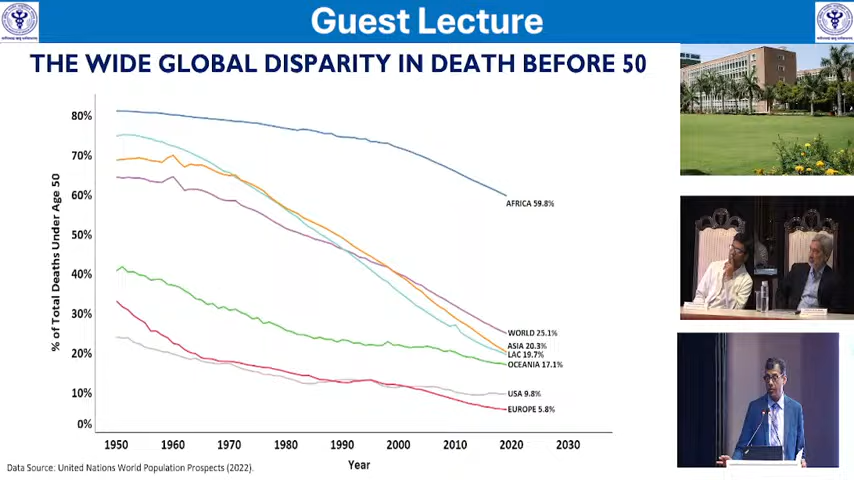 Guest Lecture
THE WIDE GLOBAL DISPARITY IN DEATH BEFORE 50
% of Total Deaths Under Age 50
80%
70%
60%
50%
40%
30%
20%
10%
0%
AFRICA 59.8%
WORLD 25.1%
ASIA 20.3%
LAC 19.7%
OCEANIA 17.1%
USA 9.8%
EUROPE 5.8%
1950 1960 1970 1980 1990 2000 2010 2020 2030
Year
Data Source: United Nations World Population Prospects (2022).